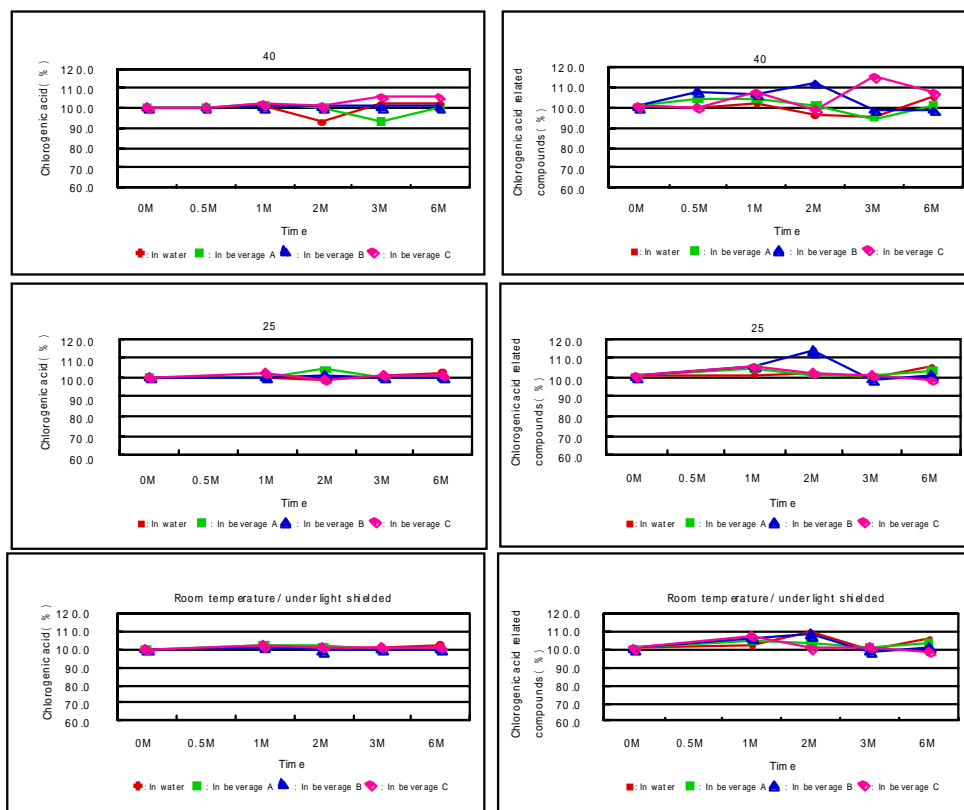 40
Chlorogenic acid(%)
120.0
110.0
100.0
90.0
80.0
70.0
60.0
0M 0.5M 1M 2M 3M 6M
Time
: In water : In beverage A : In beverage B : In beverage C
40
Chlorogenic acid related
compounds(%)
120.0
110.0
100.0
90.0
80.0
70.0
60.0
0M 0.5M 1M 2M 3M 6M
Time
: In water : In beverage A : In beverage B : In beverage C
25
Chlorogenic acid(%)
120.0
110.0
100.0
90.0
80.0
70.0
60.0
0M 0.5M 1M 2M 3M 6M
Time
: In water : In beverage A : In beverage B : In beverage C
25
Chlorogenic acid related
compounds(%)
120.0
110.0
100.0
90.0
80.0
70.0
60.0
0M 0.5M 1M 2M 3M 6M
Time
: In water : In beverage A : In beverage B : In beverage C
Room temperature/ under light shielded
Chlorogenic acid(%)
120.0
110.0
100.0
90.0
80.0
70.0
60.0
0M 0.5M 1M 2M 3M 6M
Time
: In water : In beverage A : In beverage B : In beverage C
Room temperature/ under light shielded
Chlorogenic acid related
compounds(%)
120.0
110.0
100.0
90.0
80.0
70.0
60.0
0M 0.5M 1M 2M 3M 6M
Time
: In water : In beverage A : In beverage B : In beverage C